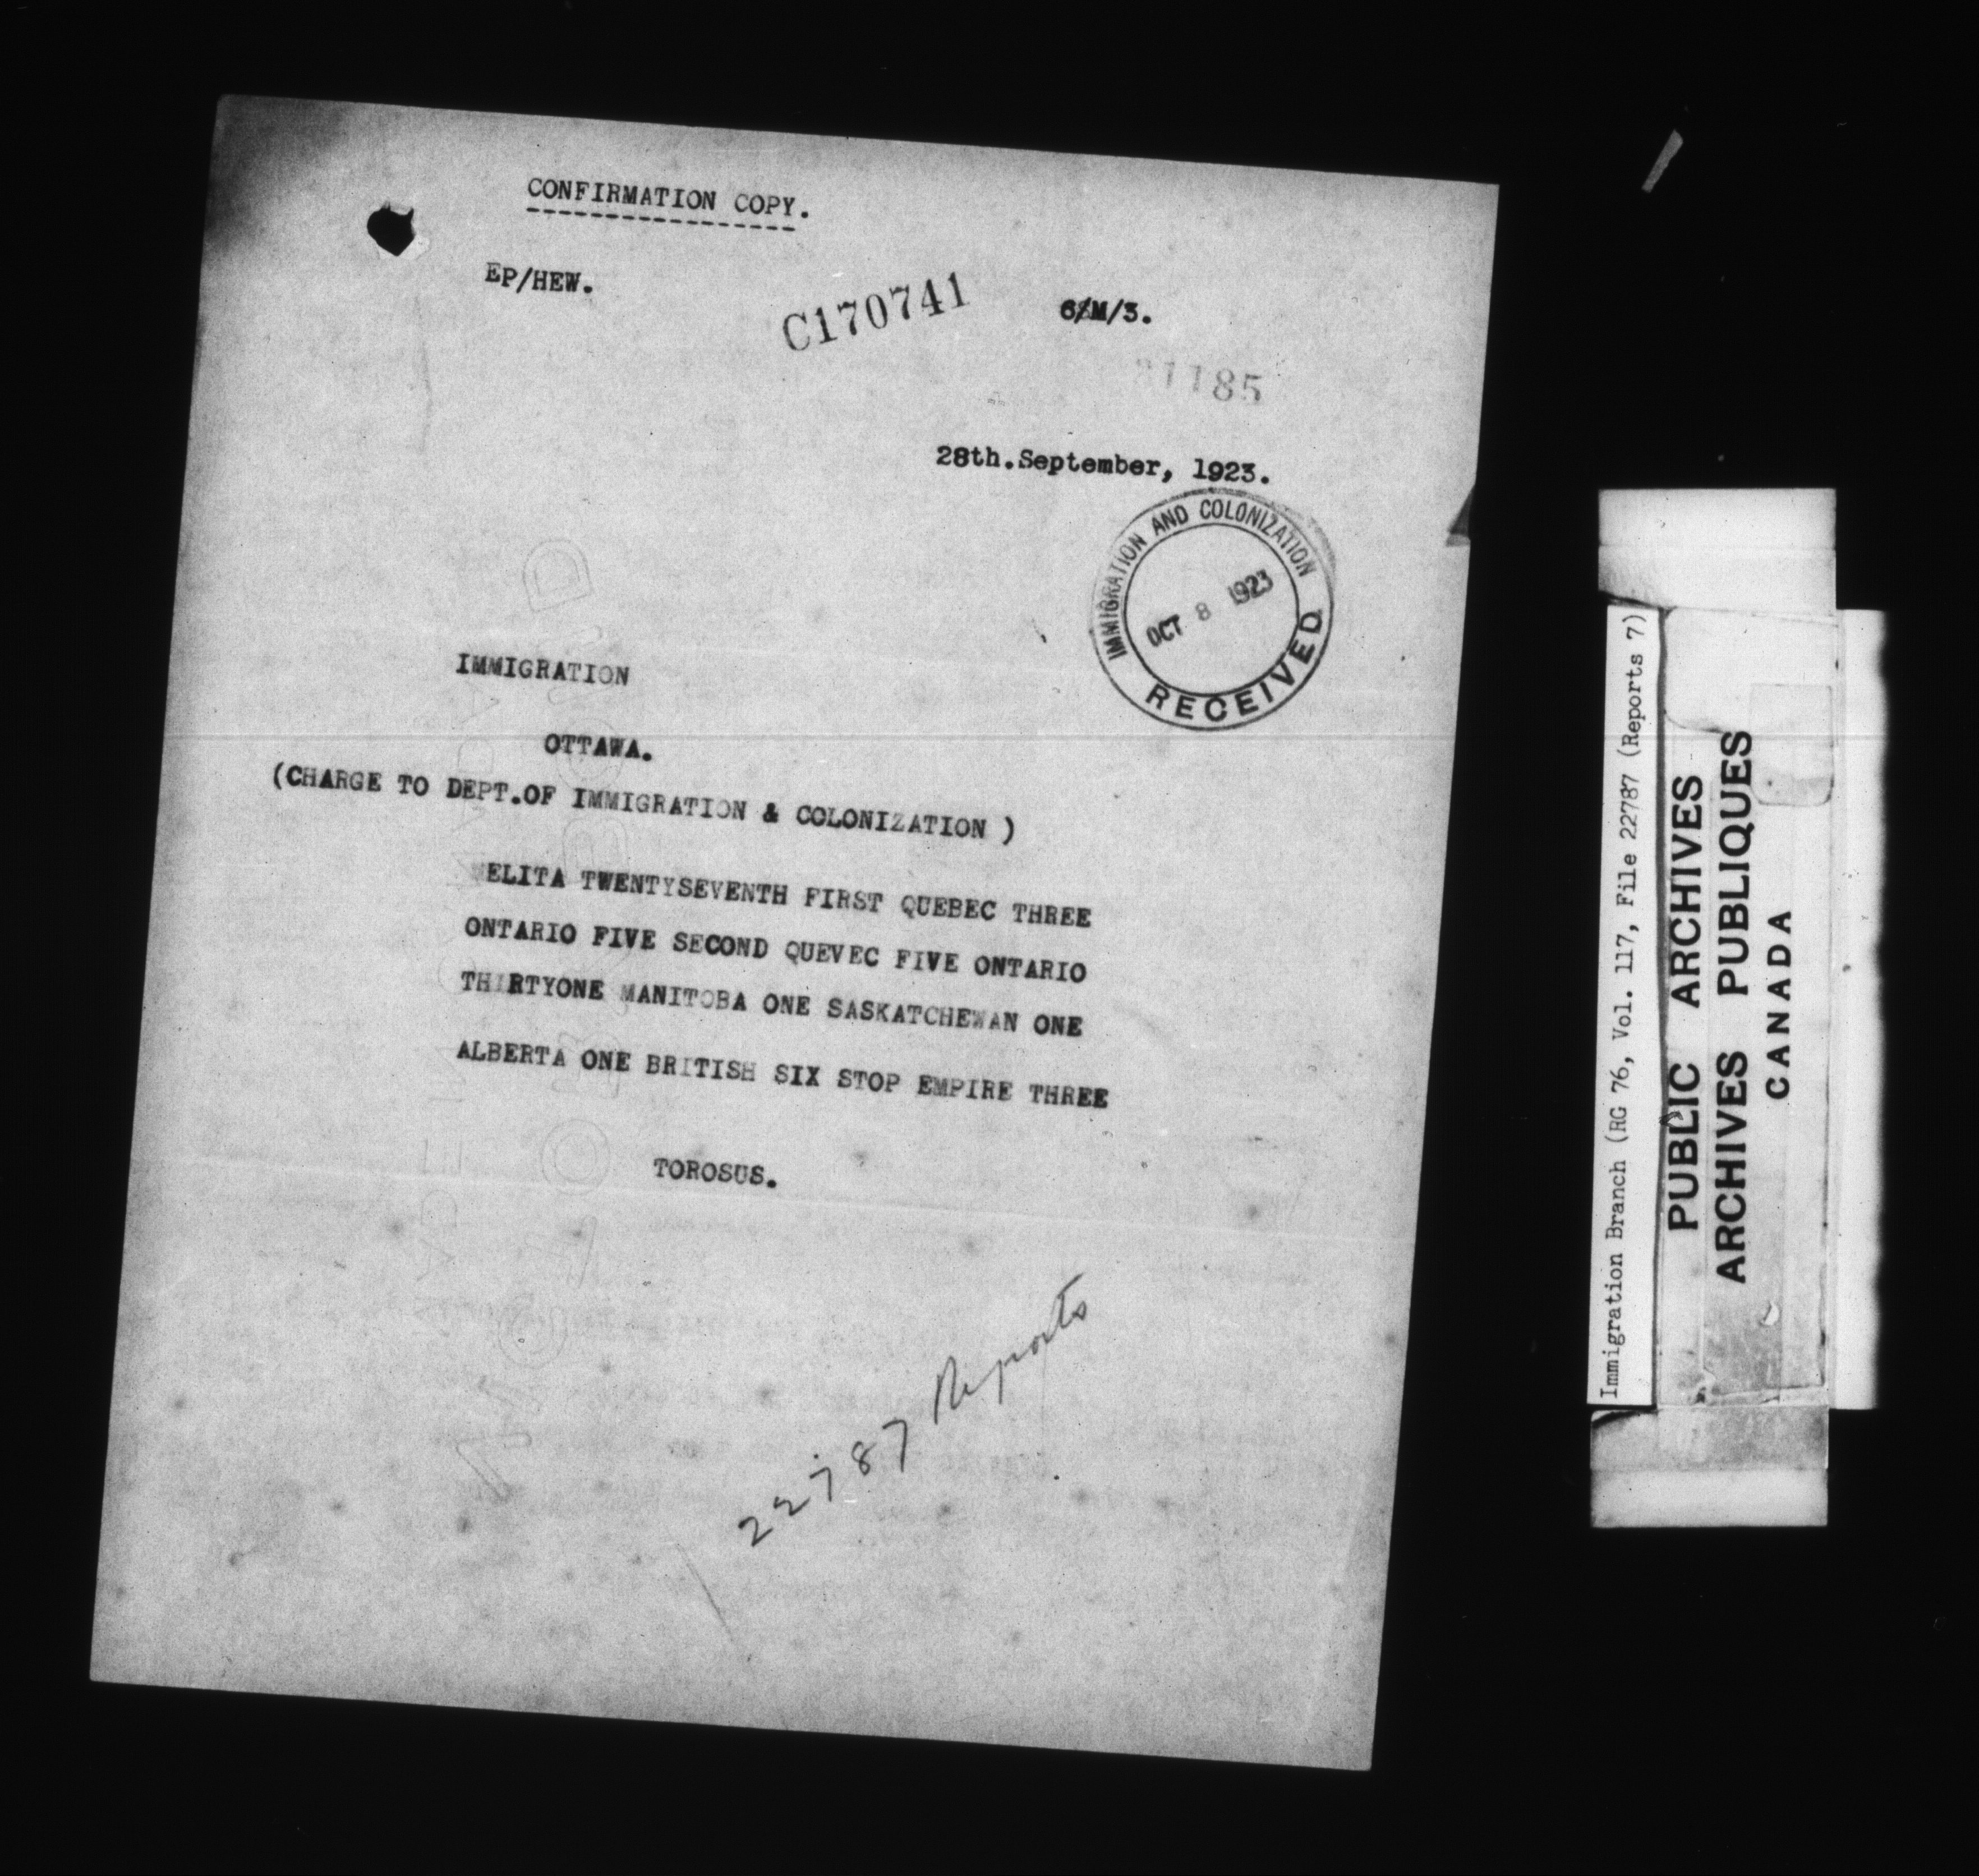 CONFIRMATION COPY.
EP/HEW.
C170741
6/M/3.
1185
28th.September, 1923.
IMMIGRATION AND COLONIZATION
OCT 8 1923
RECEIVED
IMMIGRATION
OTTAWA.
(CHARGE TO DEPT.OF IMMIGRATION & COLONIZATION )
MELITA TWENTYSEVENTH FIRST QUEBEC THREE
ONTARIO FIVE SECOND QUEVEC FIVE ONTARIO
THIRTYONE MANITOBA ONE SASKATCHEWAN ONE
ALBERTA ONE BRITISH SIX STOP EMPIRE THREE
TOROSUS.
22787 Reports
Immigration Branch (RG 76, Vol. 117, File 22787 (Reports 7)
PUBLIC ARCHIVES
ARCHIVES PUBLIQUES
CANADA